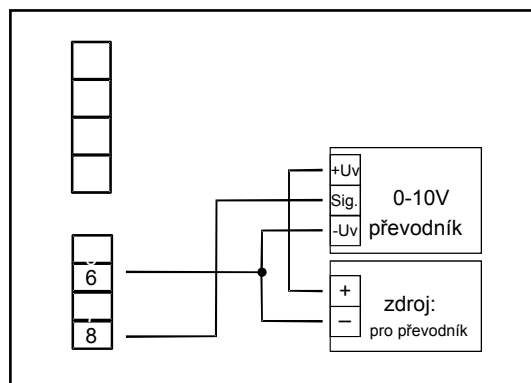 +Uv
Sig.
-Uv
0-10V
převodník
6
8
+
–
zdroj:
pro převodník